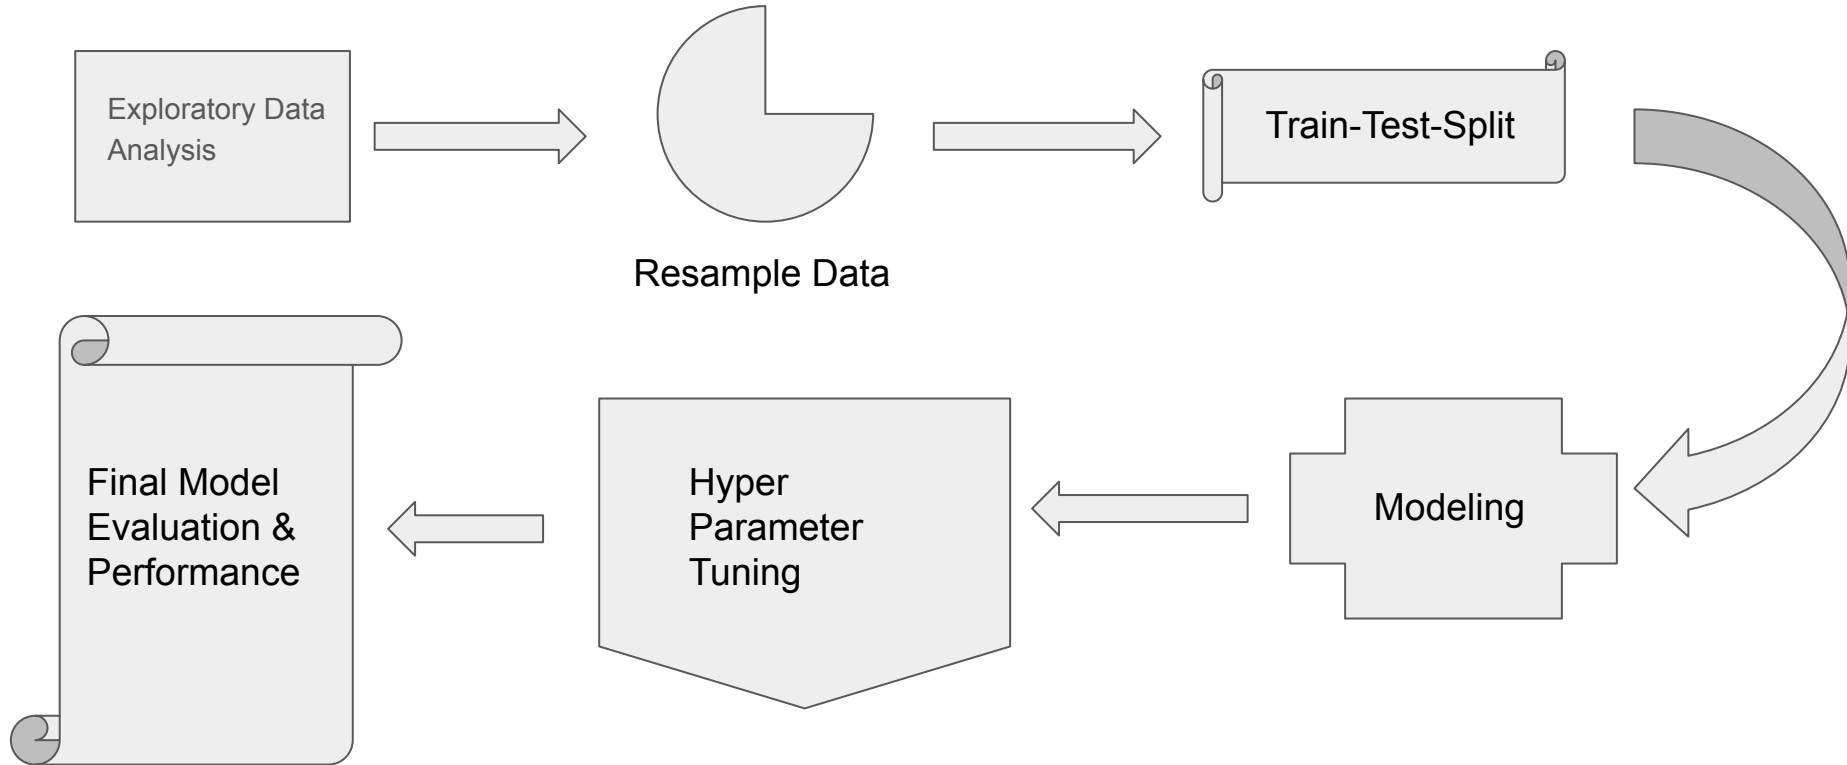 Exploratory Data
Analysis
Resample Data
Train-Test-Split
Modeling
Hyper
Parameter
Tuning
Final Model
Evaluation &
Performance